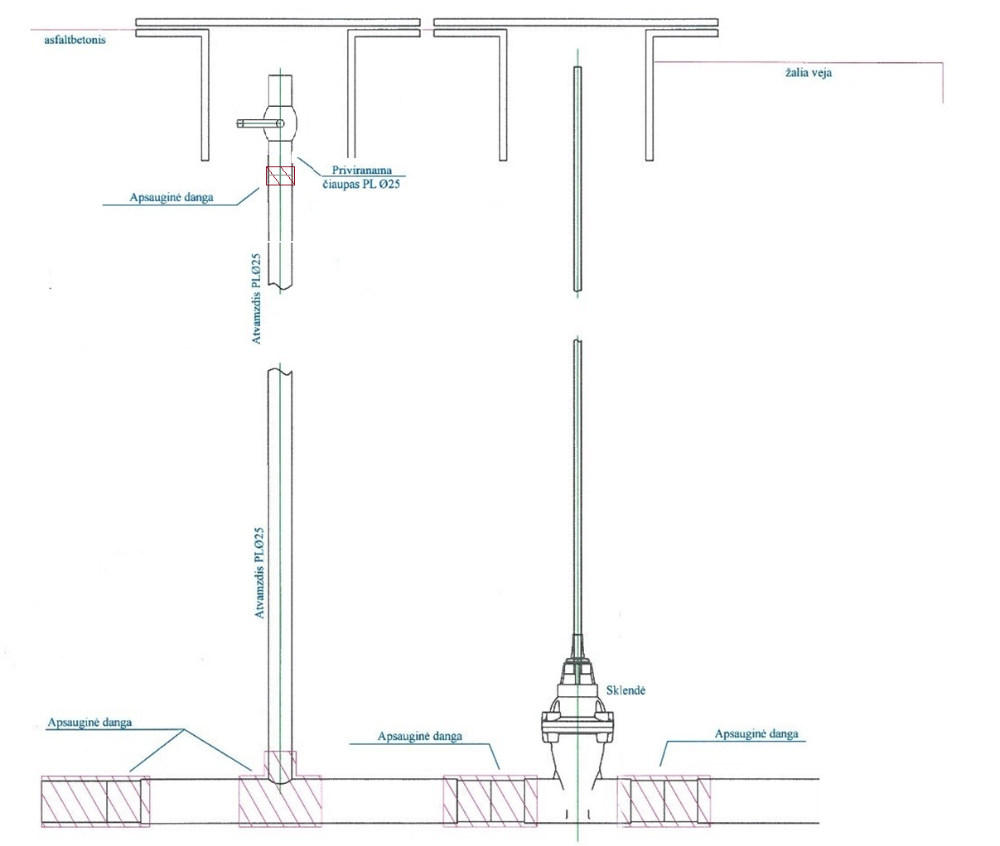 asfaltbetonis
žalia veja
Priviranama
čiaupas PL Ø25
Apsauginė danga
Atvamzdis PLØ25
Atvamzdis PLØ25
Sklendė
Apsauginė danga
Apsauginė danga
Apsauginė danga